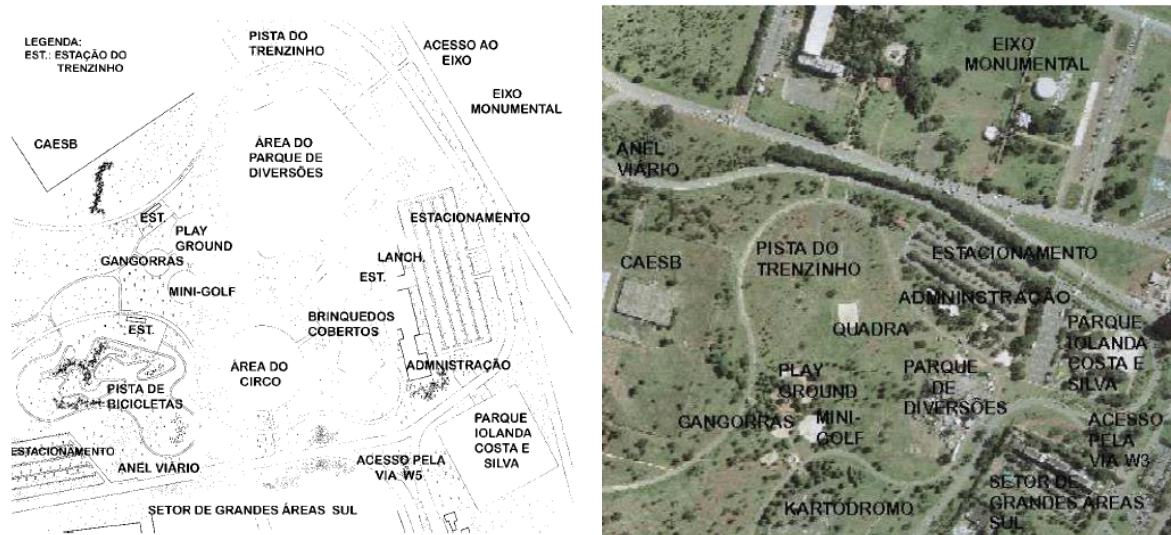 LEGENDA:
EST.: ESTAÇÃO DO
TRENZINHO
PISTA DO
TRENZINHO
ACESSO AO
EIXO
EIXO
MONUMENTAL
CAESB
ÁREA DO
PARQUE DE
DIVERSÕES
EST.
PLAY
GROUND
GANGORRAS
MINI-GOLF
ESTACIONAMENTO
LANCH.
EST.
BRINQUEDOS
COBERTOS
EST.
PISTA DE
BICICLETAS
ÁREA DO
CIRCO
ADMNISTRAÇÃO
PARQUE
IOLANDA
COSTA E
SILVA
ESTACIONAMENTO
ANEL VIÁRIO
ACESSO PELA
VIA W5
SETOR DE GRANDES ÁREAS SUL
EIXO
MONUMENTAL
ANEL
VIÁRIO
CAESB
PISTA DO
TRENZINHO
ESTACIONAMENTO
ADMNINSTRAÇÃO
QUADRA
PARQUE
IOLANDA
COSTA E
SILVA
PLAY
GROUND
PARQUE
DE
DIVERSÕES
GANGORRAS
MINI-
GOLF
ACESSO
PELA
VIA W3
SETOR DE
GRANDES ÁREAS
SUL
KARTÓDROMO